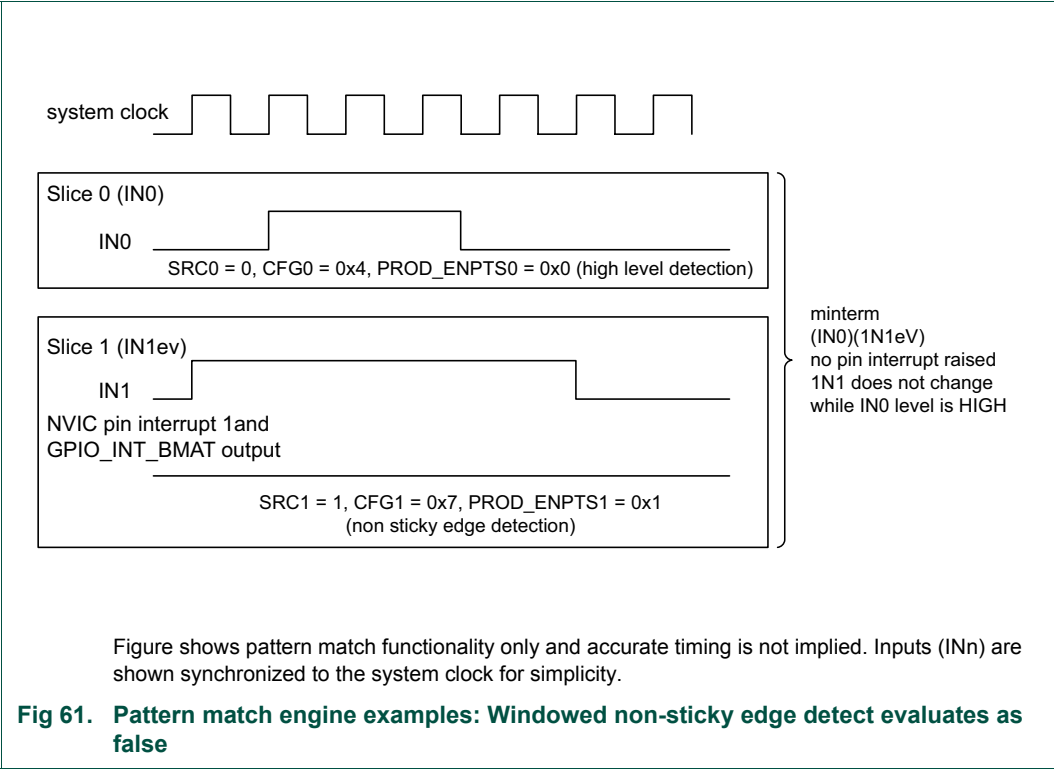 system clock
Slice 0 (IN0)
IN0
SRC0 = 0, CFG0 = 0x4, PROD_ENPTS0 = 0x0 (high level detection)
Slice 1 (IN1ev)
IN1
NVIC pin interrupt 1and
GPIO_INT_BMAT output
SRC1 = 1, CFG1 = 0x7, PROD_ENPTS1 = 0x1
(non sticky edge detection)
minterm
(IN0)(1N1eV)
no pin interrupt raised
1N1 does not change
while IN0 level is HIGH
Figure shows pattern match functionality only and accurate timing is not implied. Inputs (INn) are
shown synchronized to the system clock for simplicity.
Fig 61. Pattern match engine examples: Windowed non-sticky edge detect evaluates as
false